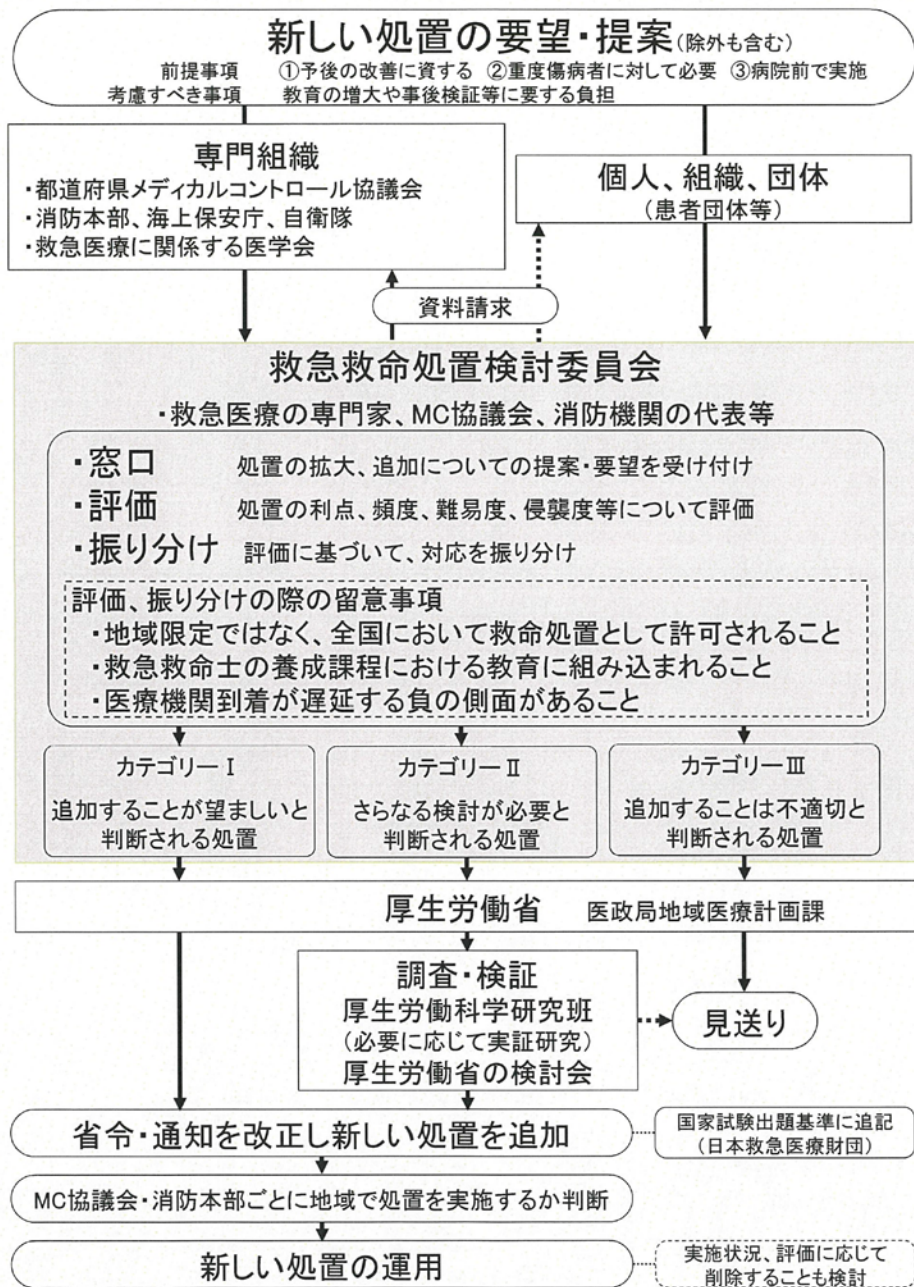 新しい処置の要望・提案(除外も含む)
前提事項 ①予後の改善に資する ②重度傷病者に対して必要 ③病院前で実施
考慮すべき事項 教育の増大や事後検証等に要する負担
専門組織
・都道府県メディカルコントロール協議会
・消防本部、海上保安庁、自衛隊
・救急医療に関係する医学会
個人、組織、団体
(患者団体等)
資料請求
救急救命処置検討委員会
・救急医療の専門家、MC協議会、消防機関の代表等
・窓口 処置の拡大、追加についての提案・要望を受け付け
・評価 処置の利点、頻度、難易度、侵襲度等について評価
・振り分け 評価に基づいて、対応を振り分け
評価、振り分けの際の留意事項
・地域限定ではなく、全国において救命処置として許可されること
・救急救命士の養成課程における教育に組み込まれること
・医療機関到着が遅延する負の側面があること
カテゴリーⅠ
追加することが望ましいと
判断される処置
カテゴリーⅡ
さらなる検討が必要と
判断される処置
カテゴリーⅢ
追加することは不適切と
判断される処置
厚生労働省 医政局地域医療計画課
調査・検証
厚生労働科学研究班
(必要に応じて実証研究)
厚生労働省の検討会
見送り
省令・通知を改正し新しい処置を追加
国家試験出題基準に追記
(日本救急医療財団)
MC協議会・消防本部ごとに地域で処置を実施するか判断
新しい処置の運用
実施状況、評価に応じて
削除することも検討